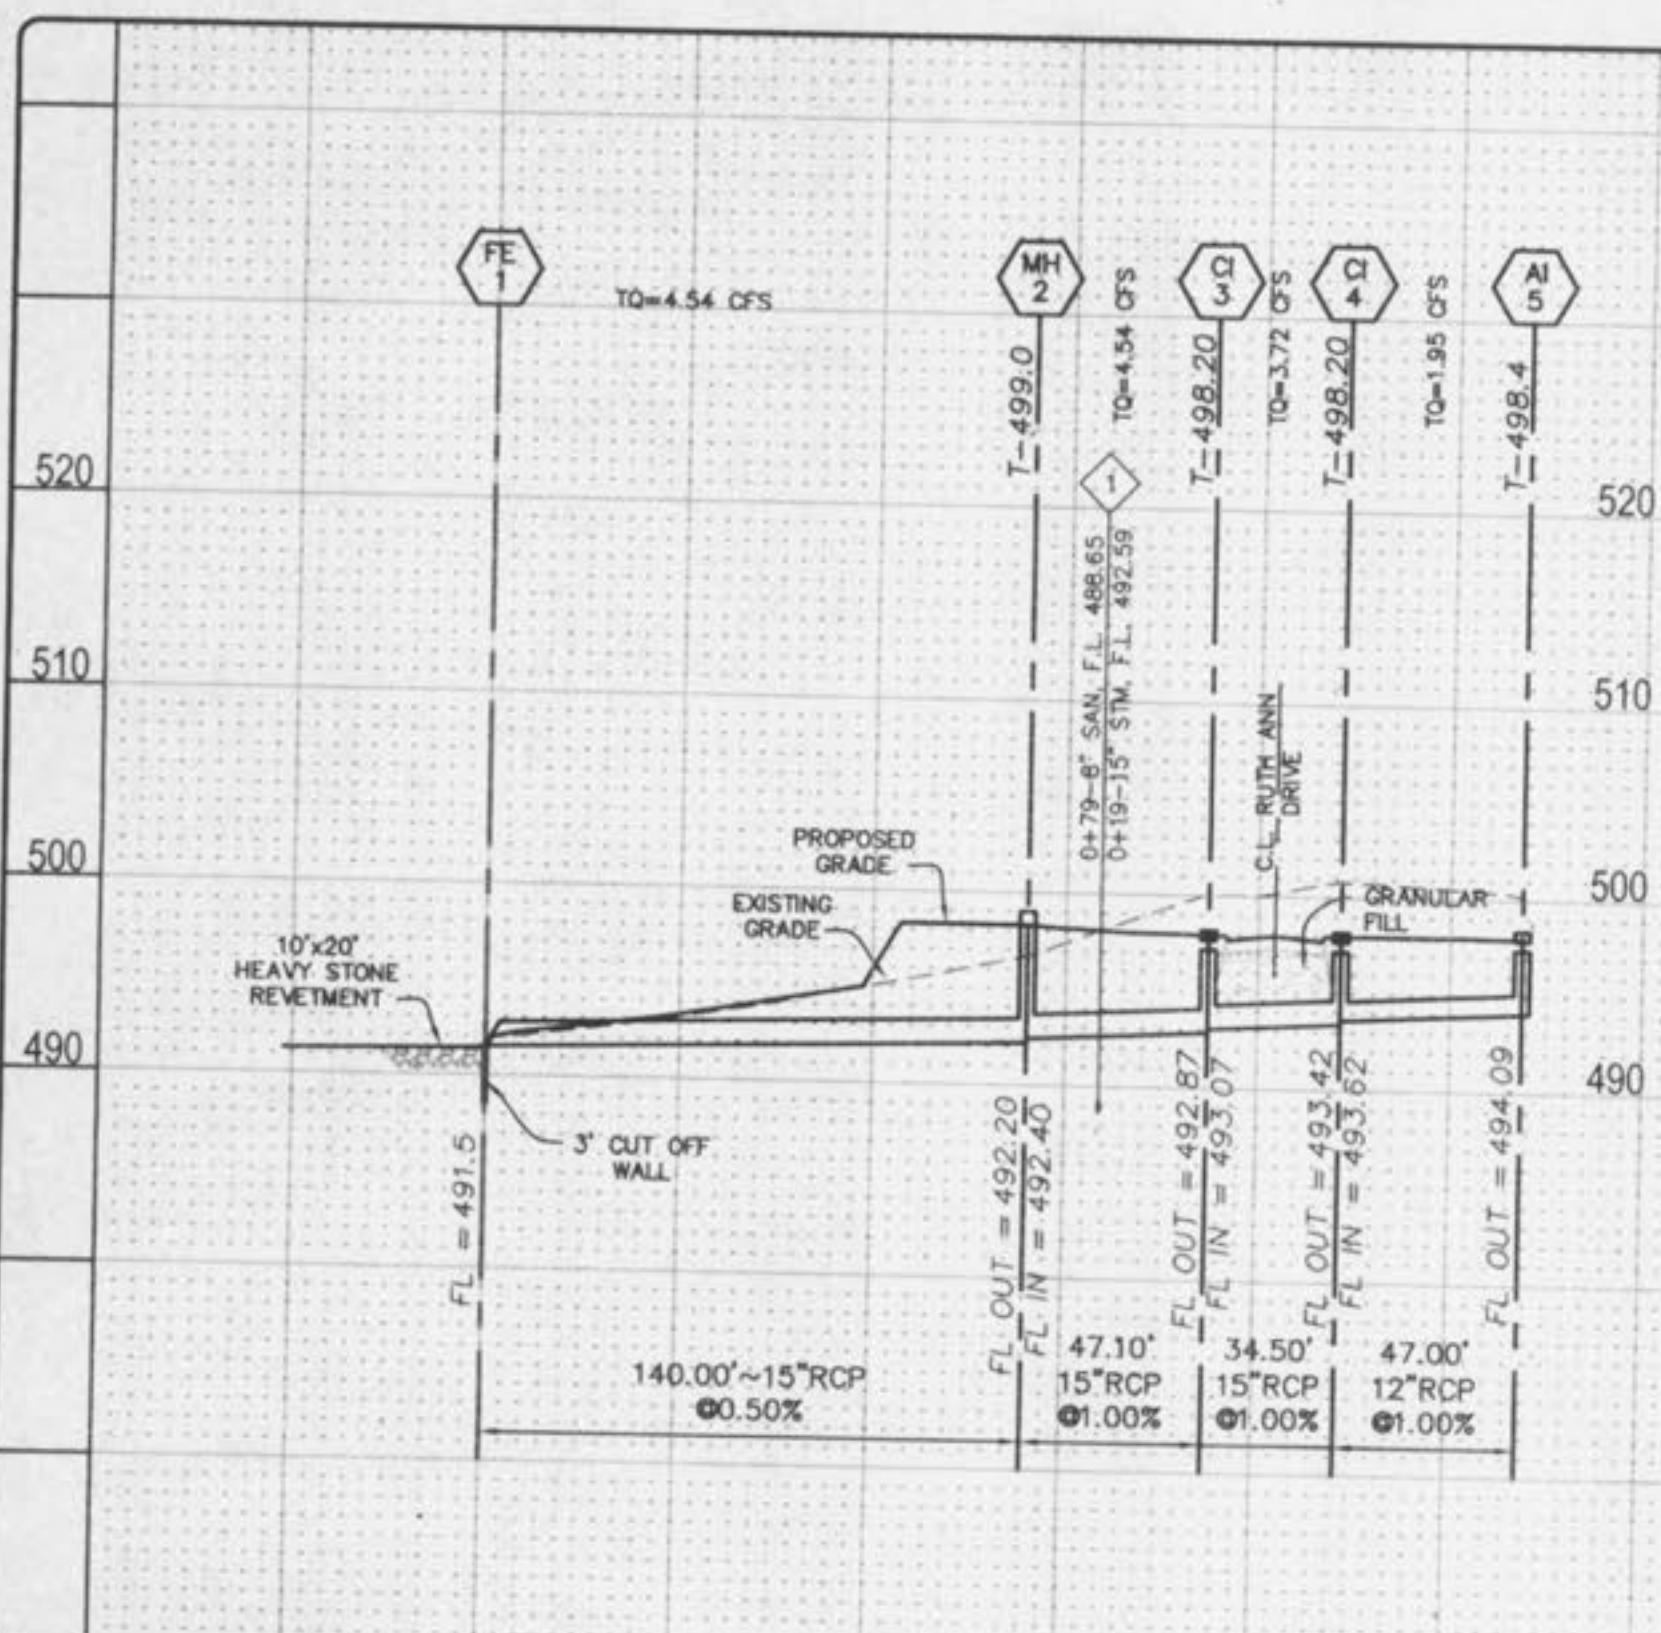 FE
1
TQ=4.54 CFS
MH
2
TQ=4.54 CFS
CI
3
TQ=3.72 CFS
CI
4
TQ=1.95 CFS
AI
5
T-499.0
T-498.20
T-498.20
T-498.4
1
0+79-8" SAN. F.L. 488.65
0+19-15" STM. F.L. 492.59
520
520
510
510
C.L. RUTH ANN
DRIVE
500
500
PROPOSED
GRADE
EXISTING
GRADE
GRANULAR
FILL
10'x20'
HEAVY STONE
REVETMENT
490
490
3' CUT OFF
WALL
FL = 491.5
FL OUT = 492.20
FL IN = 492.40
FL OUT = 492.87
FL IN = 493.07
FL OUT = 493.42
FL IN = 493.62
FL OUT = 494.09
140.00'~15"RCP
@0.50%
47.10'
15"RCP
@1.00%
34.50'
15"RCP
@1.00%
47.00'
12"RCP
@1.00%